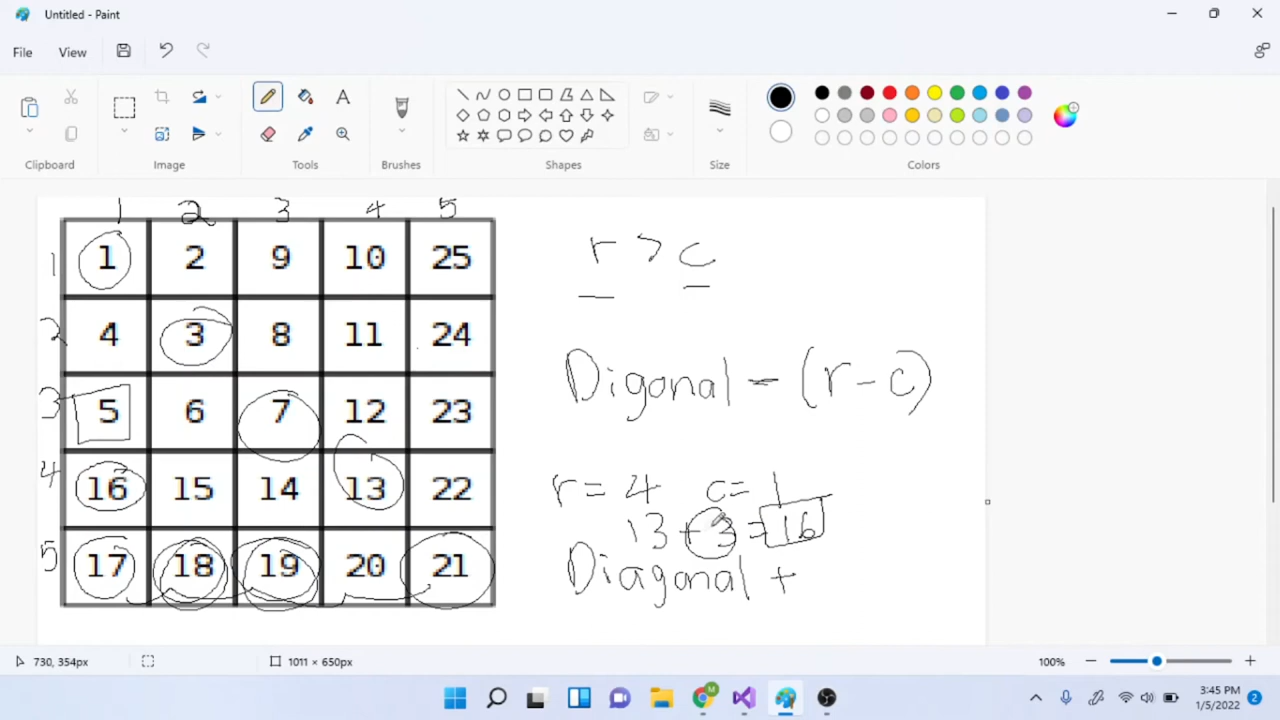 Untitled - Paint
File View
Clipboard Image Tools Brushes Shapes Size Colors
A
1 2 3 4 5
1 1 2 9 10 25
2 4 3 8 11 24
3 5 6 7 12 23
4 16 15 14 13 22
5 17 18 19 20 21
r > c
Digonal - (r - c)
r = 4 c = 1
13 + 3 = 16
Diagonal +
730, 354px 1011 × 650px 100%
3:45 PM
1/5/2022
2